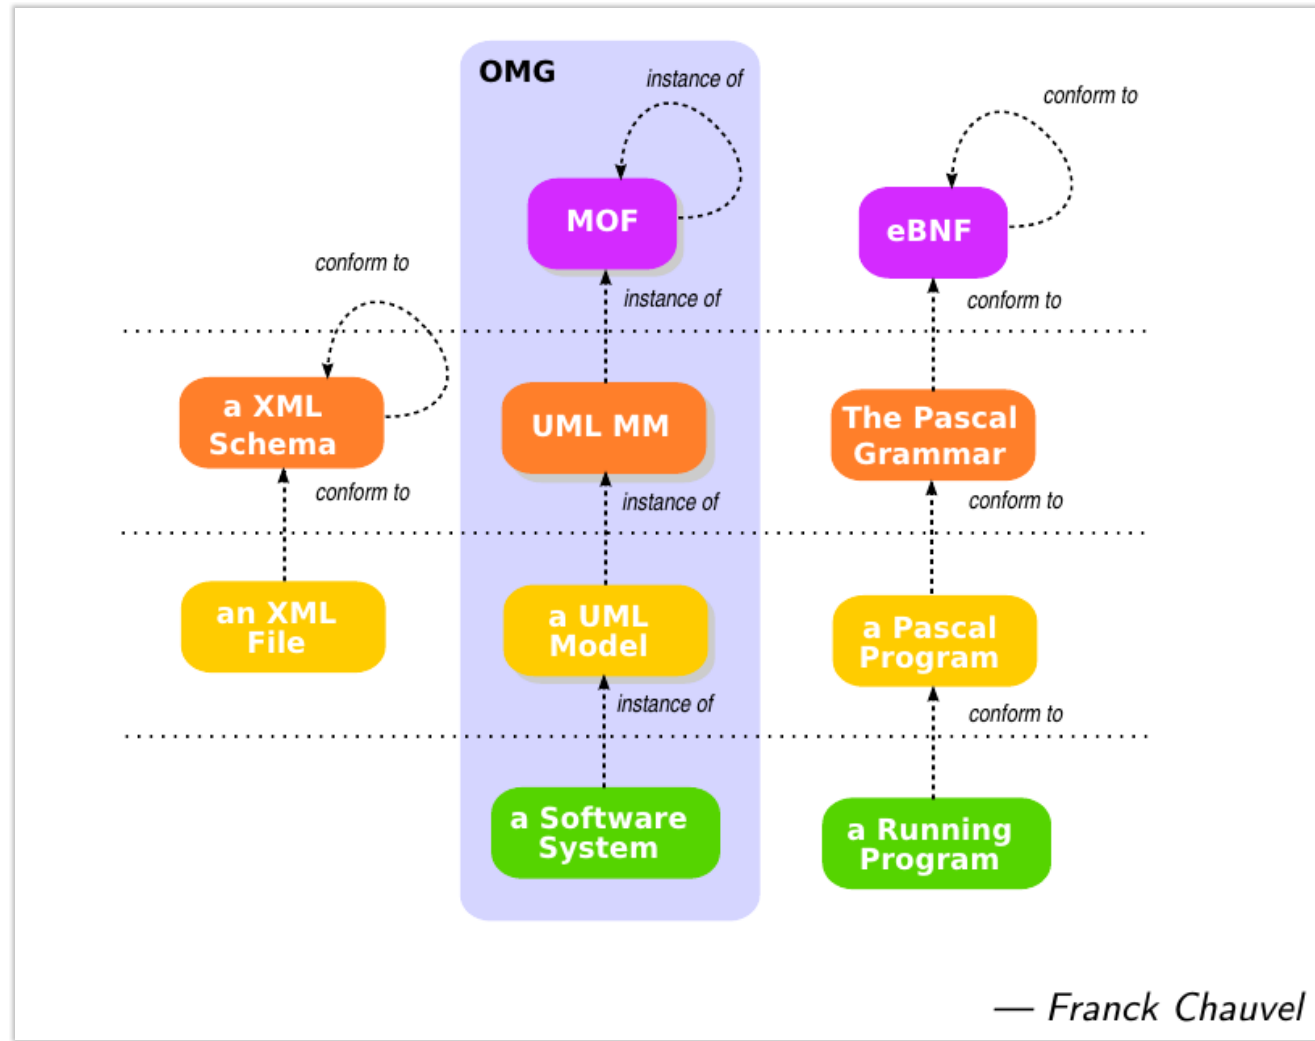 OMG
instance of
conform to
MOF
eBNF
conform to
instance of
conform to
a XML
Schema
UML MM
The Pascal
Grammar
conform to
instance of
conform to
an XML
File
a UML
Model
a Pascal
Program
instance of
conform to
a Software
System
a Running
Program
— Franck Chauvel